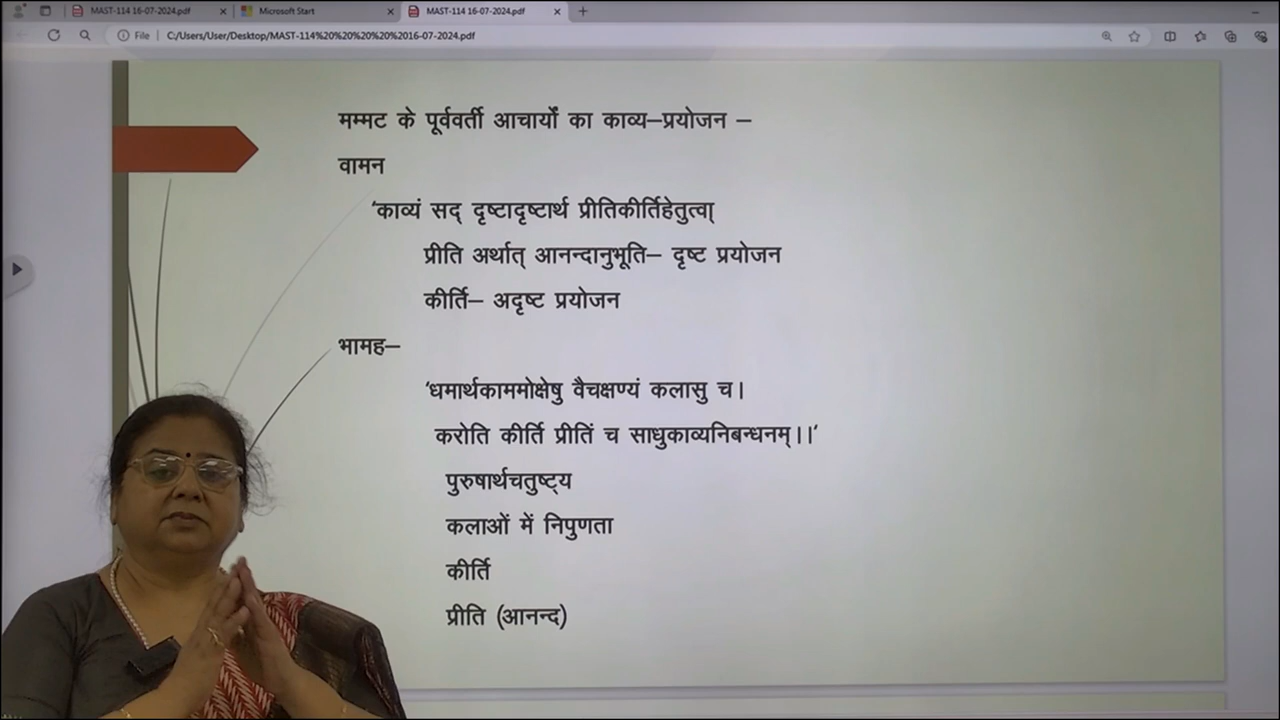 MAST-114 16-07-2024.pdf
Microsoft Start
MAST-114 16-07-2024.pdf
File
C:/Users/User/Desktop/MAST-114%20%20%20%20%2016-07-2024.pdf
मम्मट के पूर्ववर्ती आचार्यों का काव्य–प्रयोजन –
वामन
‘काव्यं सद् दृष्टादृष्टार्थ प्रीतिकीर्तिहेतुत्वा्
प्रीति अर्थात् आनन्दानुभूति– दृष्ट प्रयोजन
कीर्ति– अदृष्ट प्रयोजन
भामह–
‘धमार्थकाममोक्षेषु वैचक्षण्यं कलासु च।
करोति कीर्ति प्रीतिं च साधुकाव्यनिबन्धनम्।।’
पुरुषार्थचतुष्ट्य
कलाओं में निपुणता
कीर्ति
प्रीति (आनन्द)